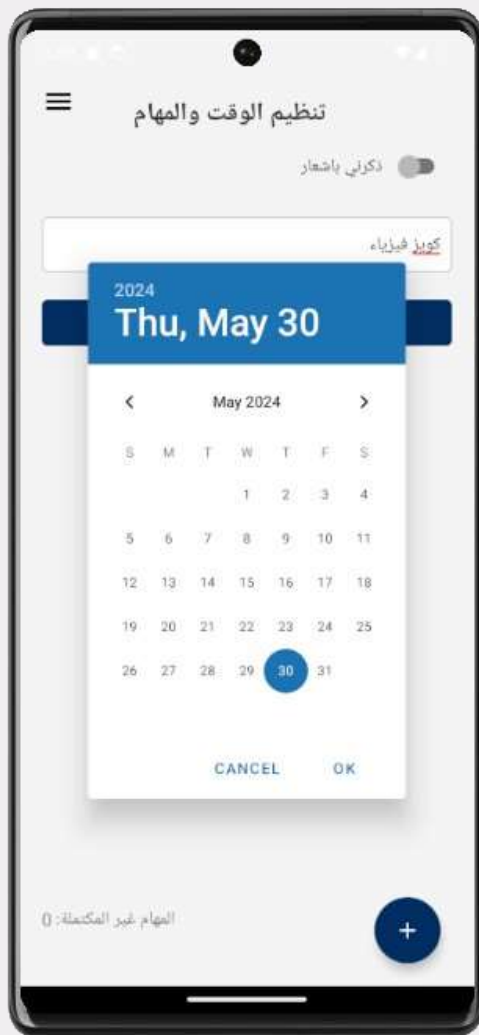 تنظيم الوقت والمهام
ذكرني باشعار
كويز فيزياء
2024
Thu, May 30
May 2024
S M T W T F S
1 2 3 4
5 6 7 8 9 10 11
12 13 14 15 16 17 18
19 20 21 22 23 24 25
26 27 28 29 30 31
CANCEL OK
المهام غير المكتملة: 0
+